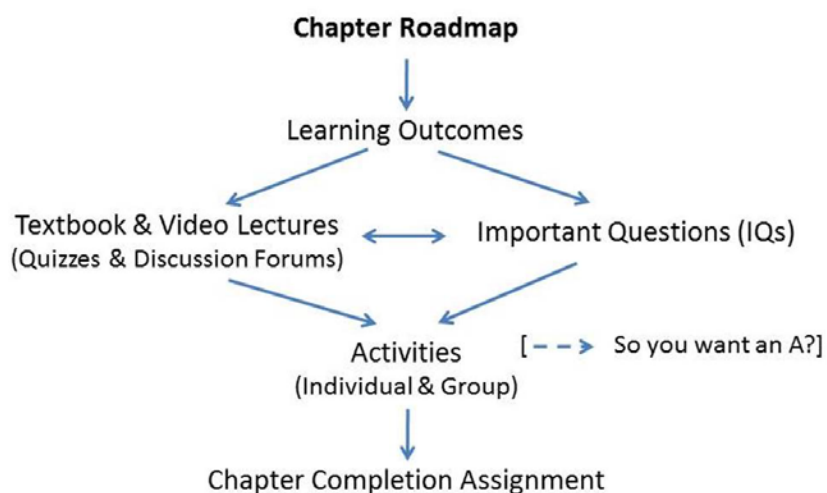 Chapter Roadmap
Learning Outcomes
Textbook & Video Lectures
(Quizzes & Discussion Forums)
Important Questions (IQs)
Activities
(Individual & Group)
[ So you want an A?]
Chapter Completion Assignment